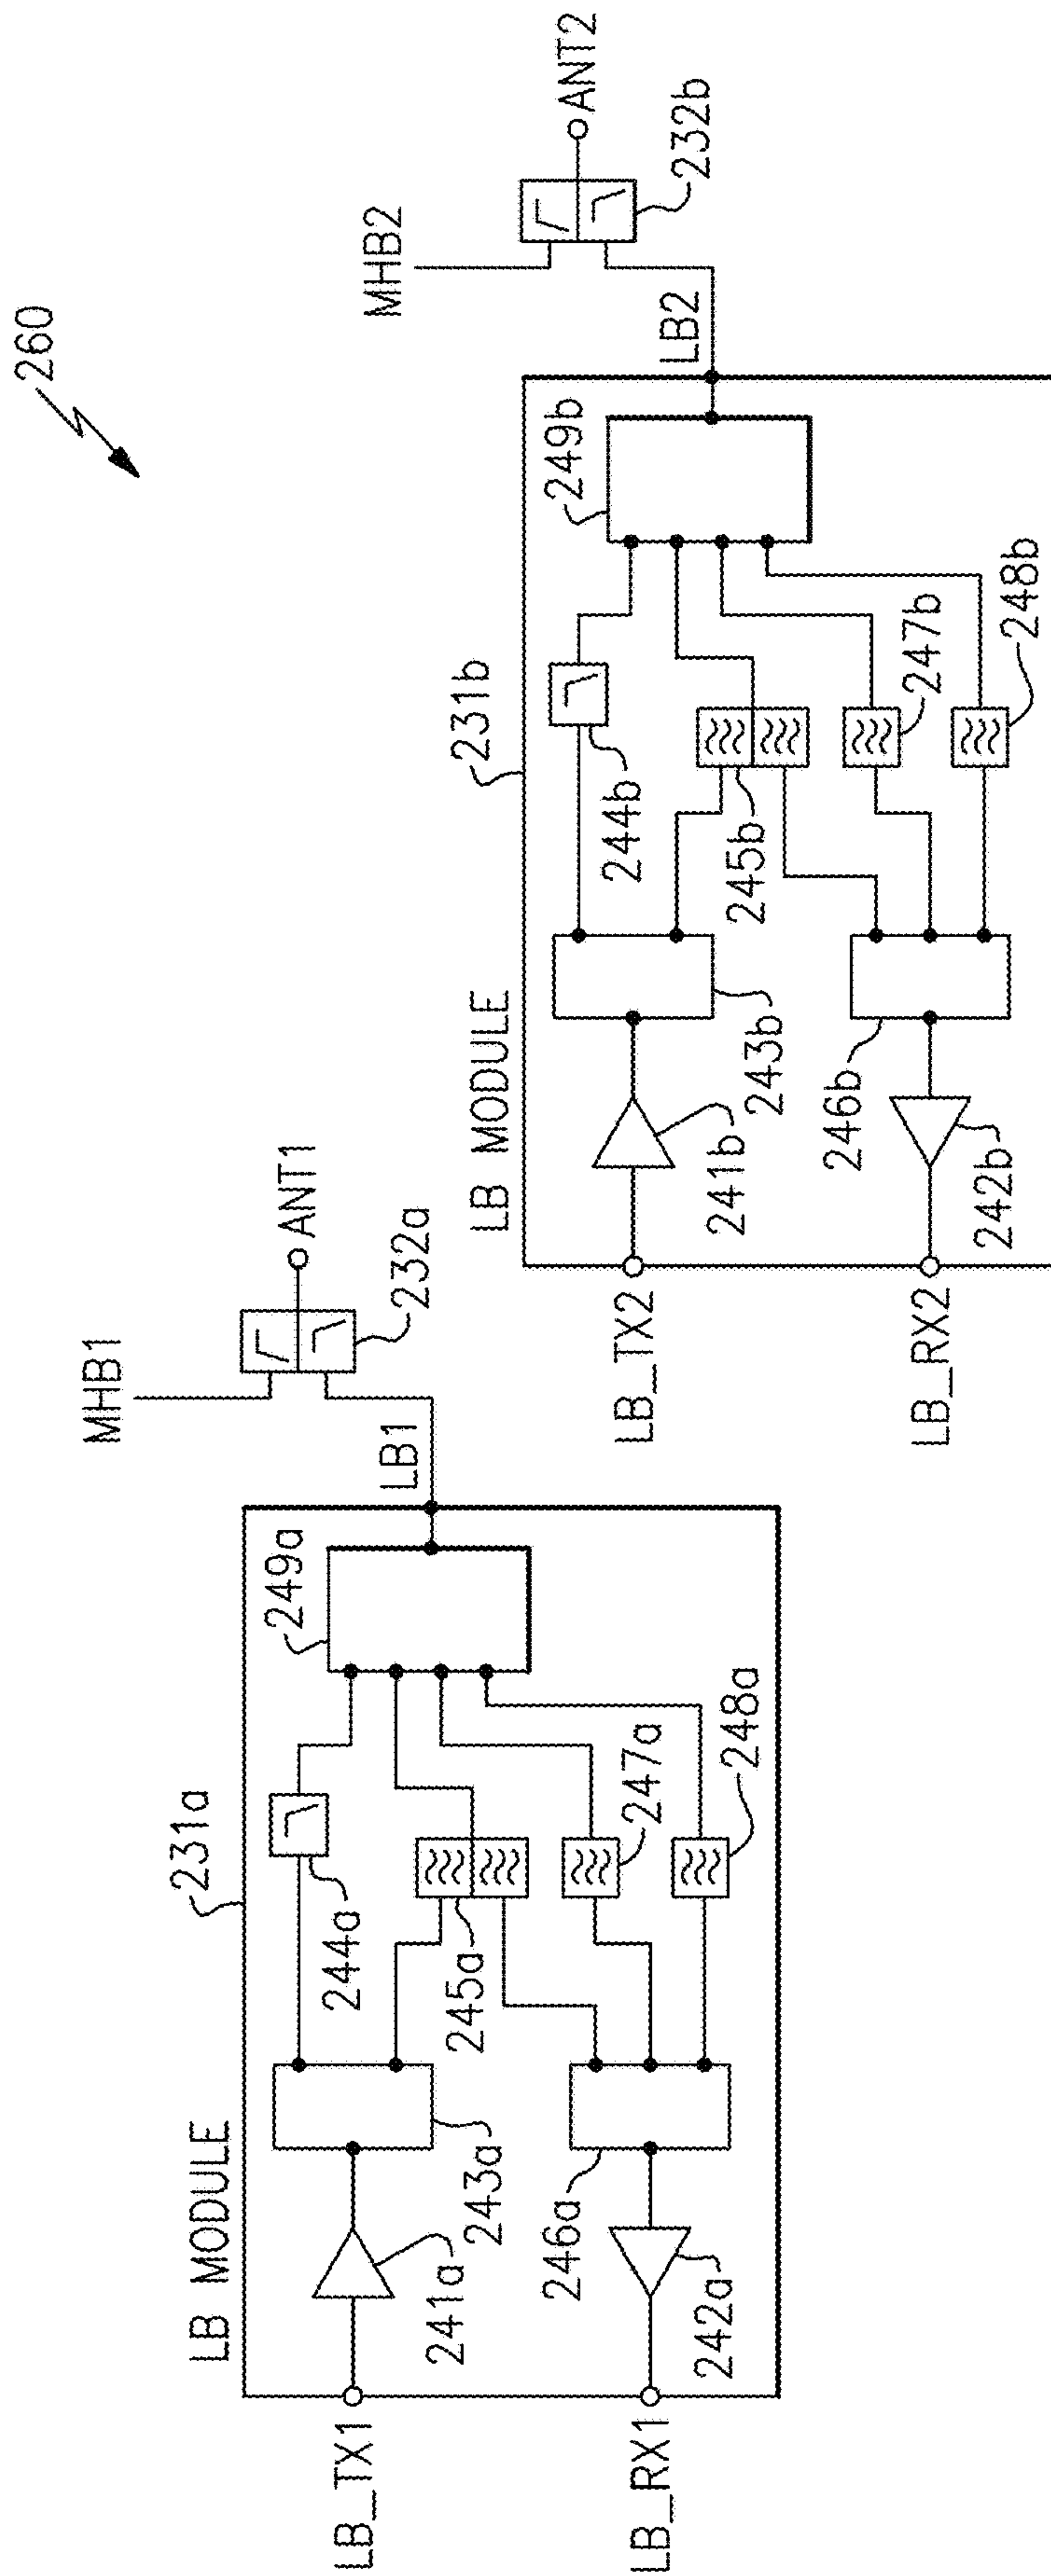 260
LB MODULE
231a
LB_TX1
241a
243a
244a
245a
249a
LB1
MHB1
ANT1
232a
LB_RX1
242a
246a
247a
248a
LB MODULE
231b
LB_TX2
241b
243b
244b
245b
249b
LB2
MHB2
ANT2
232b
LB_RX2
242b
246b
247b
248b